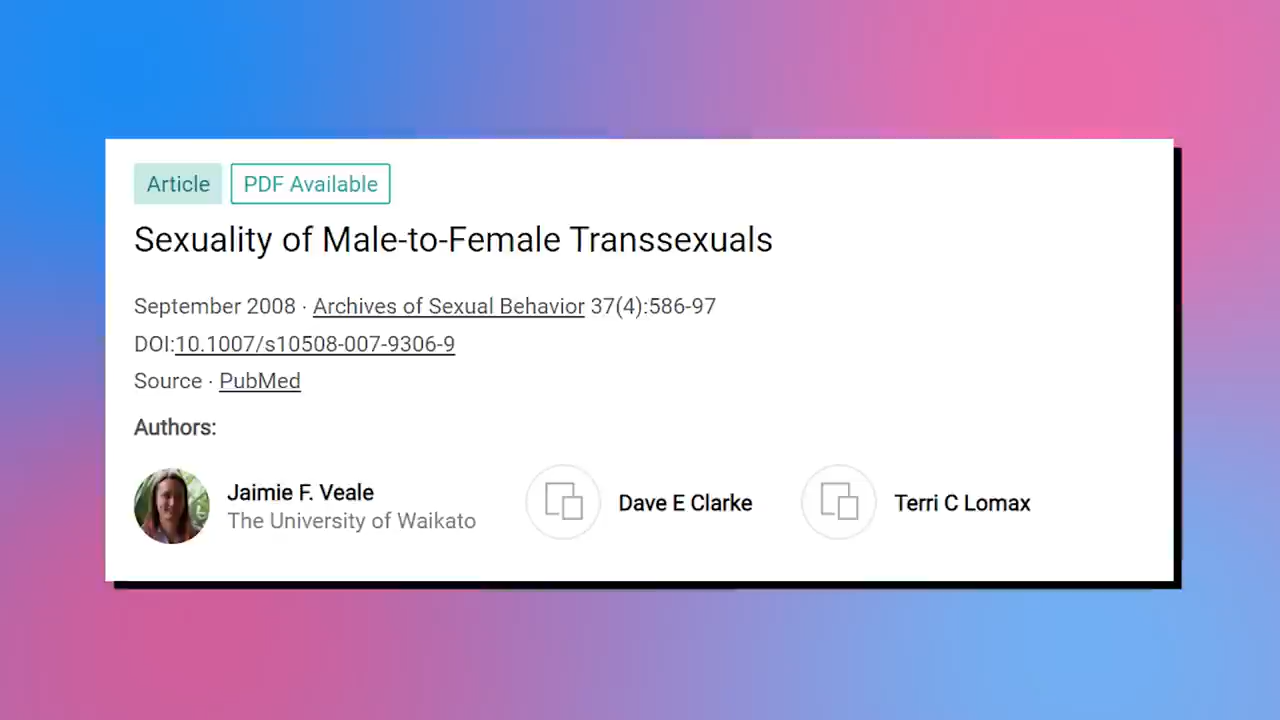 Article PDF Available
Sexuality of Male-to-Female Transsexuals
September 2008 · Archives of Sexual Behavior 37(4):586-97
DOI:10.1007/s10508-007-9306-9
Source · PubMed
Authors:
Jaimie F. Veale
The University of Waikato
Dave E Clarke
Terri C Lomax